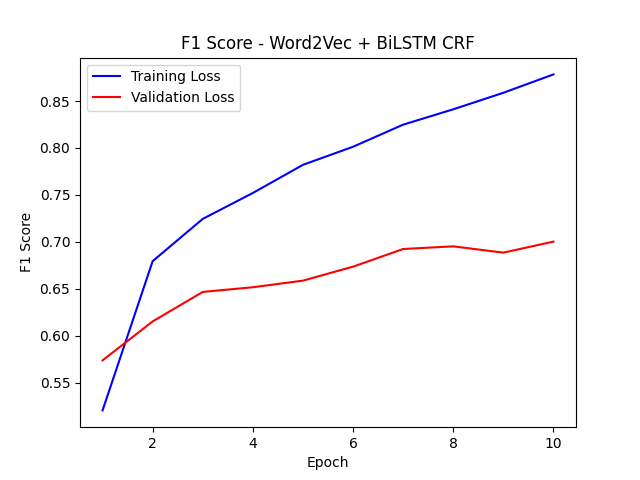 F1 Score - Word2Vec + BiLSTM CRF
Training Loss
Validation Loss
F1 Score
0.85
0.80
0.75
0.70
0.65
0.60
0.55
2 4 6 8 10
Epoch